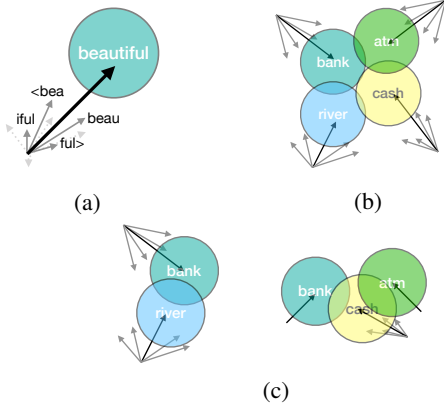 beautiful
<bea
iful
beau
ful>
(a)
atm
bank
cash
river
(b)
bank
river
bank
atm
cash
(c)